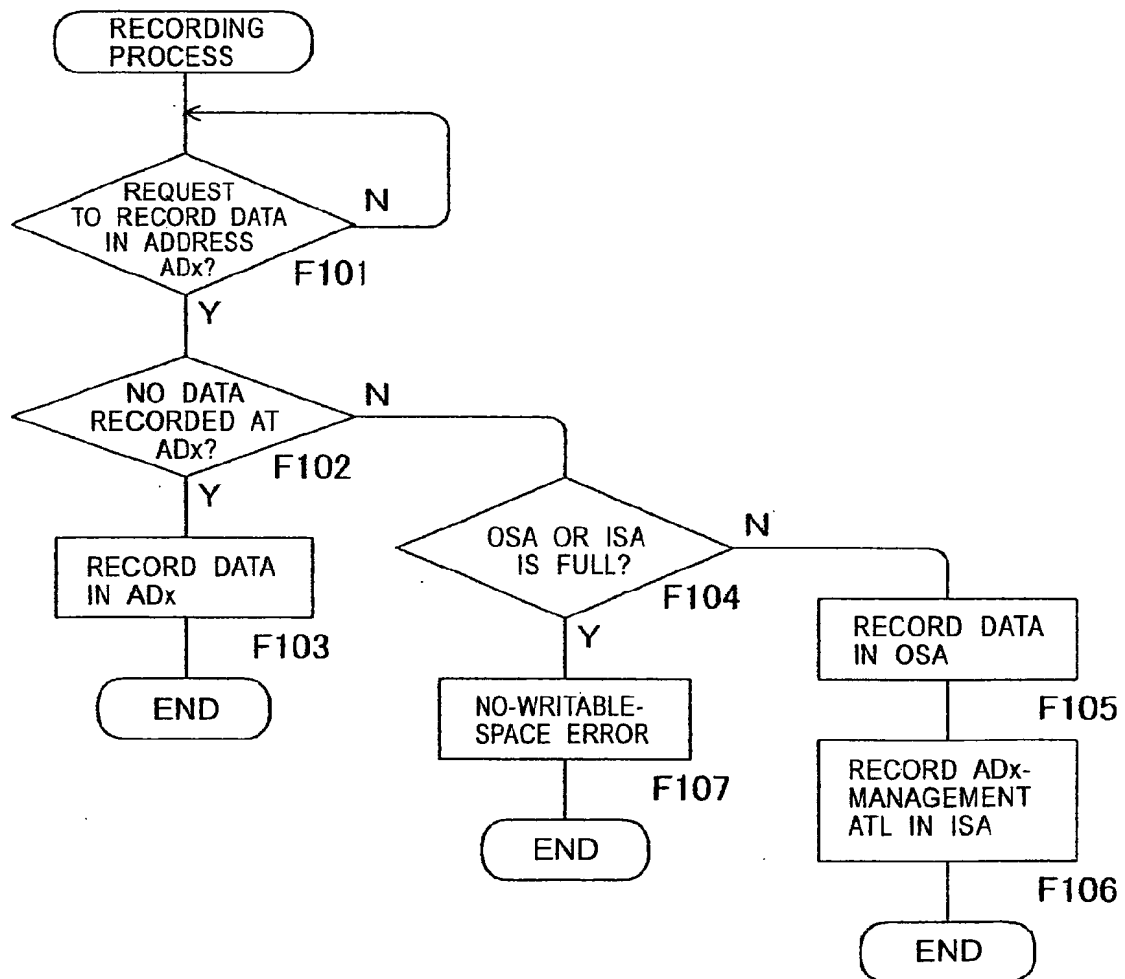 RECORDING
PROCESS
REQUEST
TO RECORD DATA
IN ADDRESS
ADx?
N
F101
Y
NO DATA
RECORDED AT
ADx?
N
F102
Y
RECORD DATA
IN ADx
F103
END
OSA OR ISA
IS FULL?
N
F104
Y
NO-WRITABLE-
SPACE ERROR
F107
END
RECORD DATA
IN OSA
F105
RECORD ADx-
MANAGEMENT
ATL IN ISA
F106
END